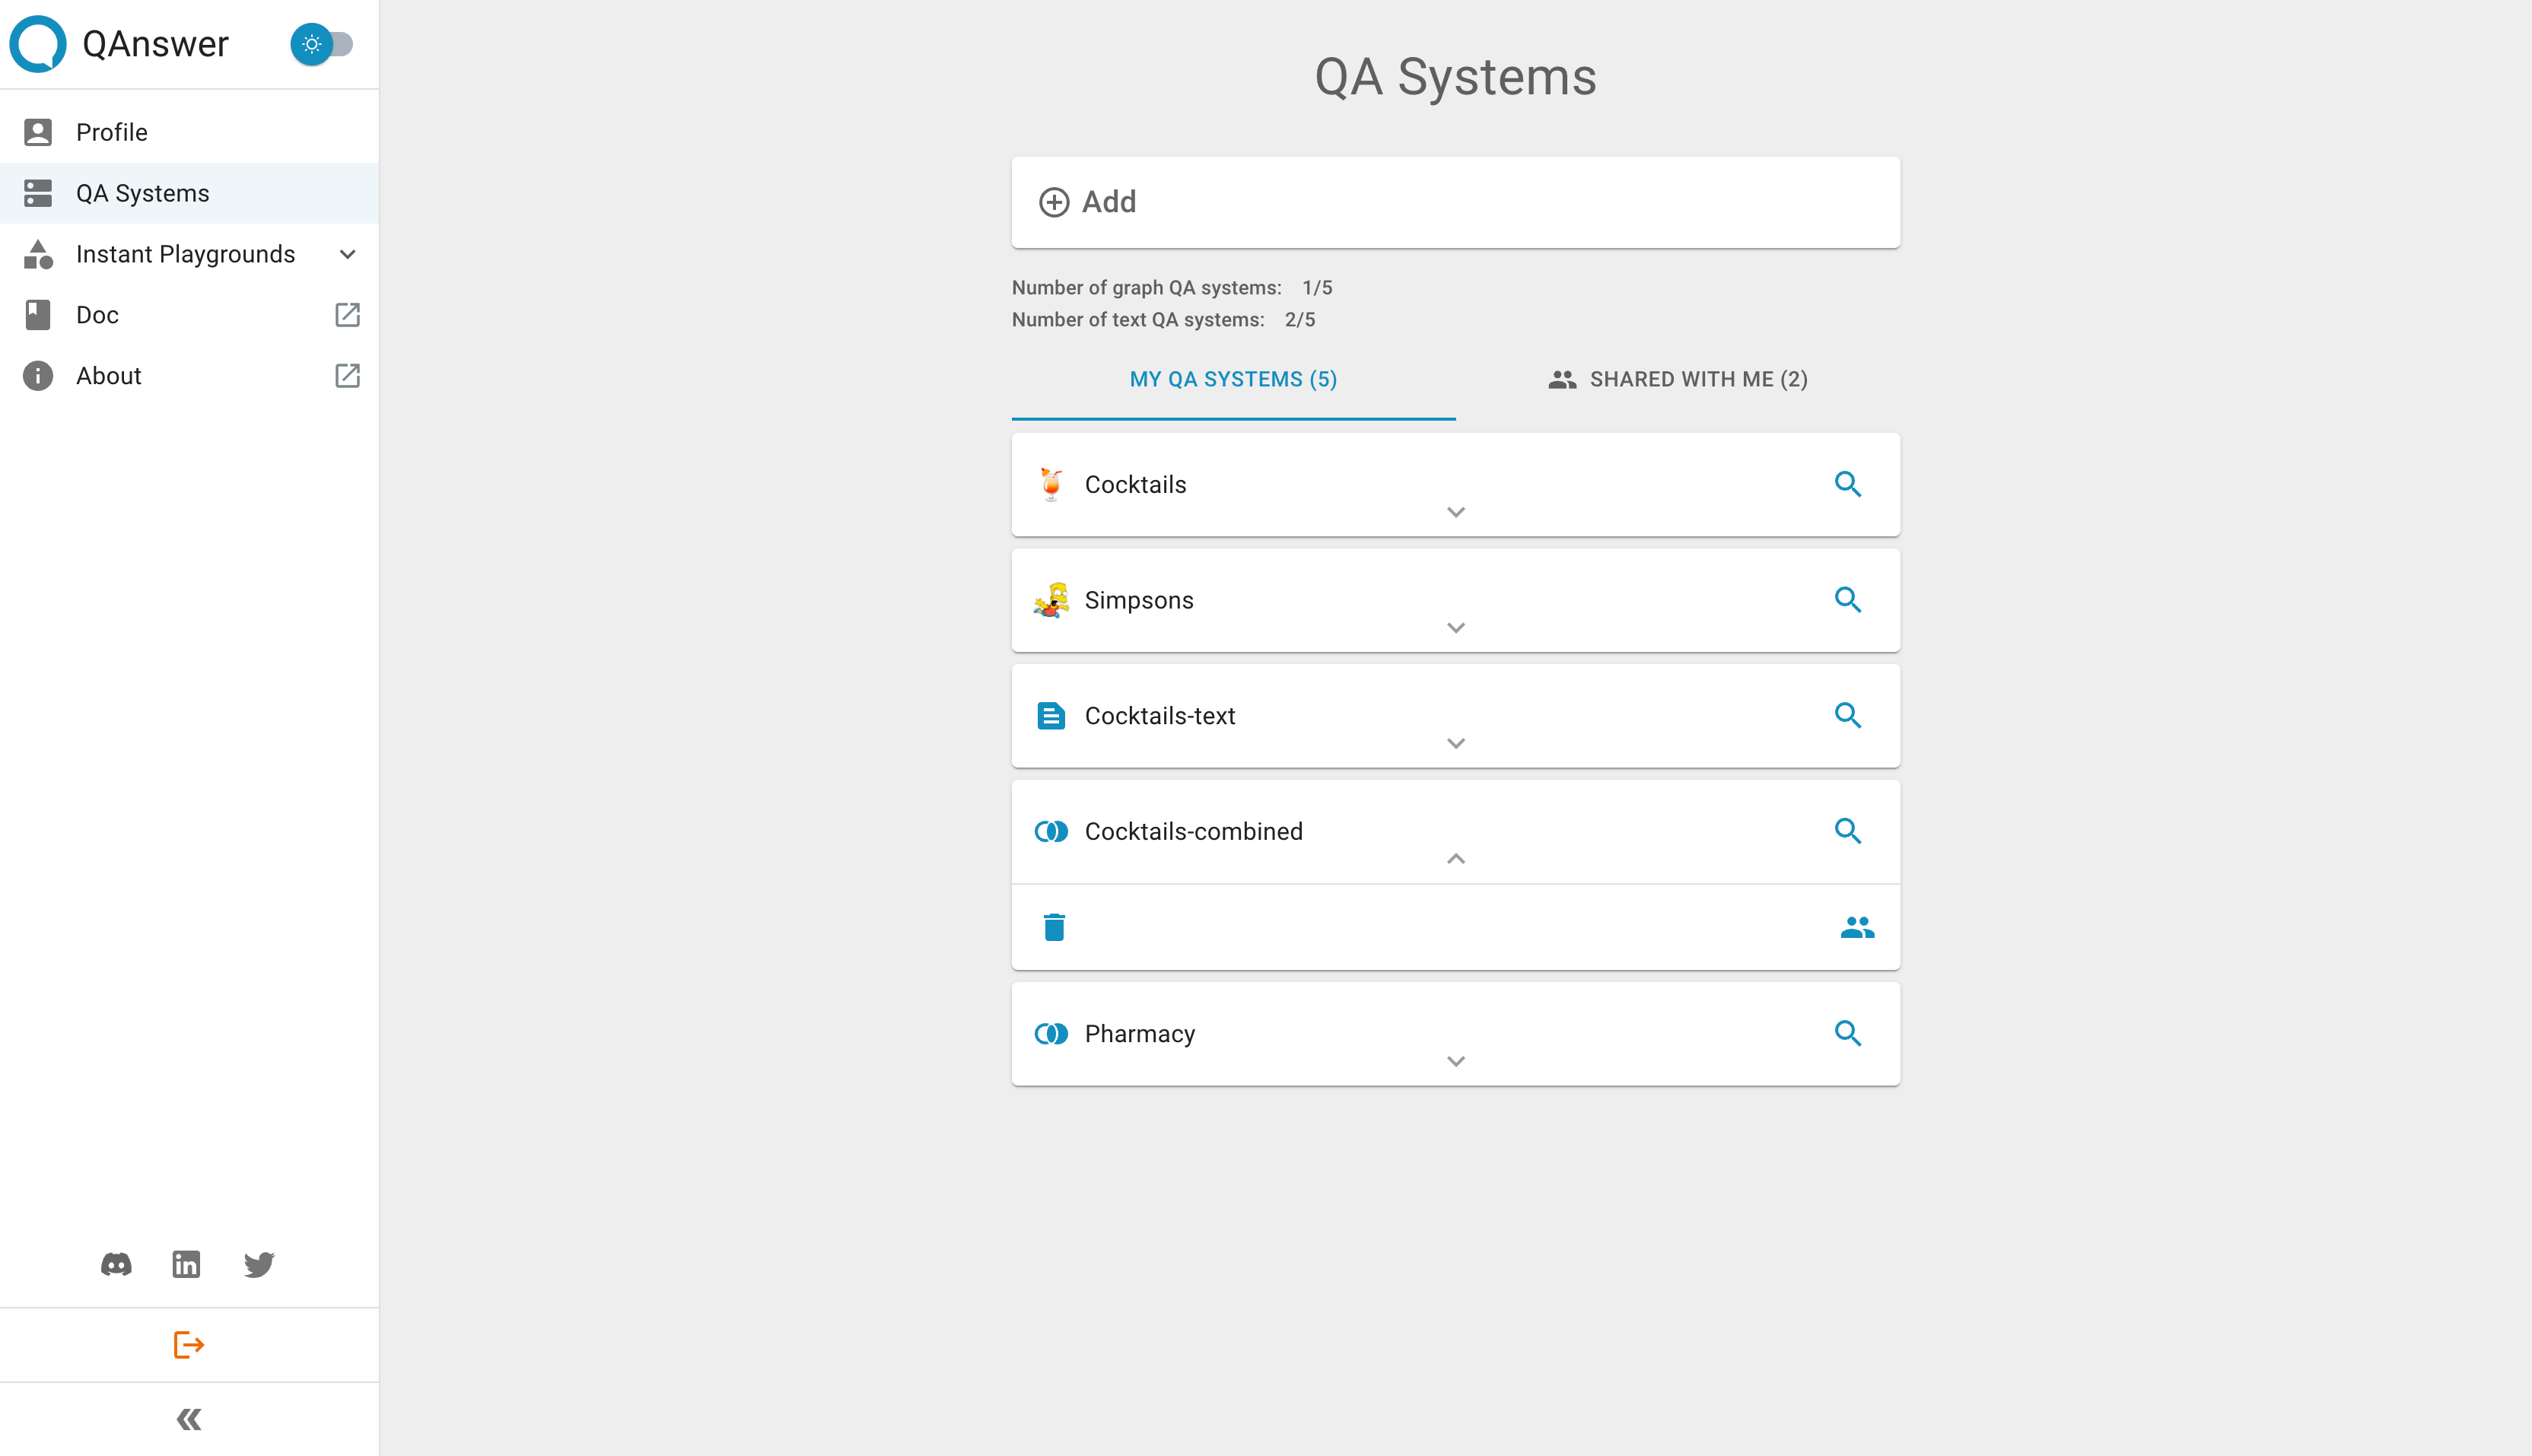 QAnswer
Profile
QA Systems
Instant Playgrounds
Doc
About
QA Systems
Add
Number of graph QA systems: 1/5
Number of text QA systems: 2/5
MY QA SYSTEMS (5)
SHARED WITH ME (2)
Cocktails
Simpsons
Cocktails-text
Cocktails-combined
Pharmacy